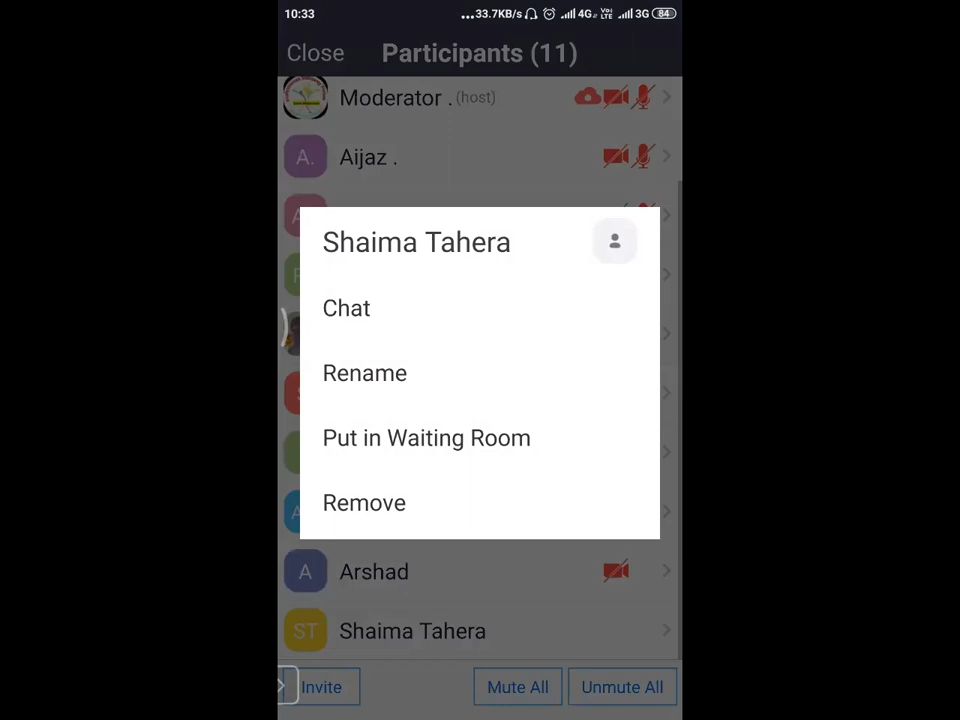 10:33 ...33.7KB/s 4G VoLTE 3G 84
Close Participants (11)
Moderator . (host)
A. Aijaz .
Shaima Tahera
Chat
Rename
Put in Waiting Room
Remove
A Arshad
ST Shaima Tahera
Invite Mute All Unmute All